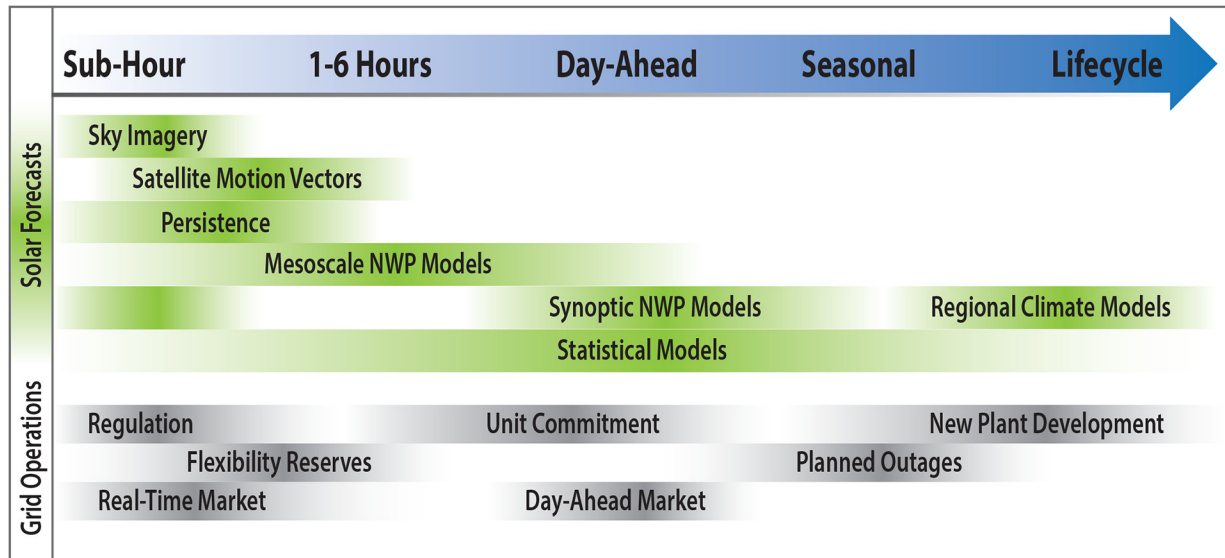 Sub-Hour 1-6 Hours Day-Ahead Seasonal Lifecycle
Solar Forecasts
Sky Imagery
Satellite Motion Vectors
Persistence
Mesoscale NWP Models
Synoptic NWP Models Regional Climate Models
Statistical Models
Grid Operations
Regulation Unit Commitment New Plant Development
Flexibility Reserves Planned Outages
Real-Time Market Day-Ahead Market